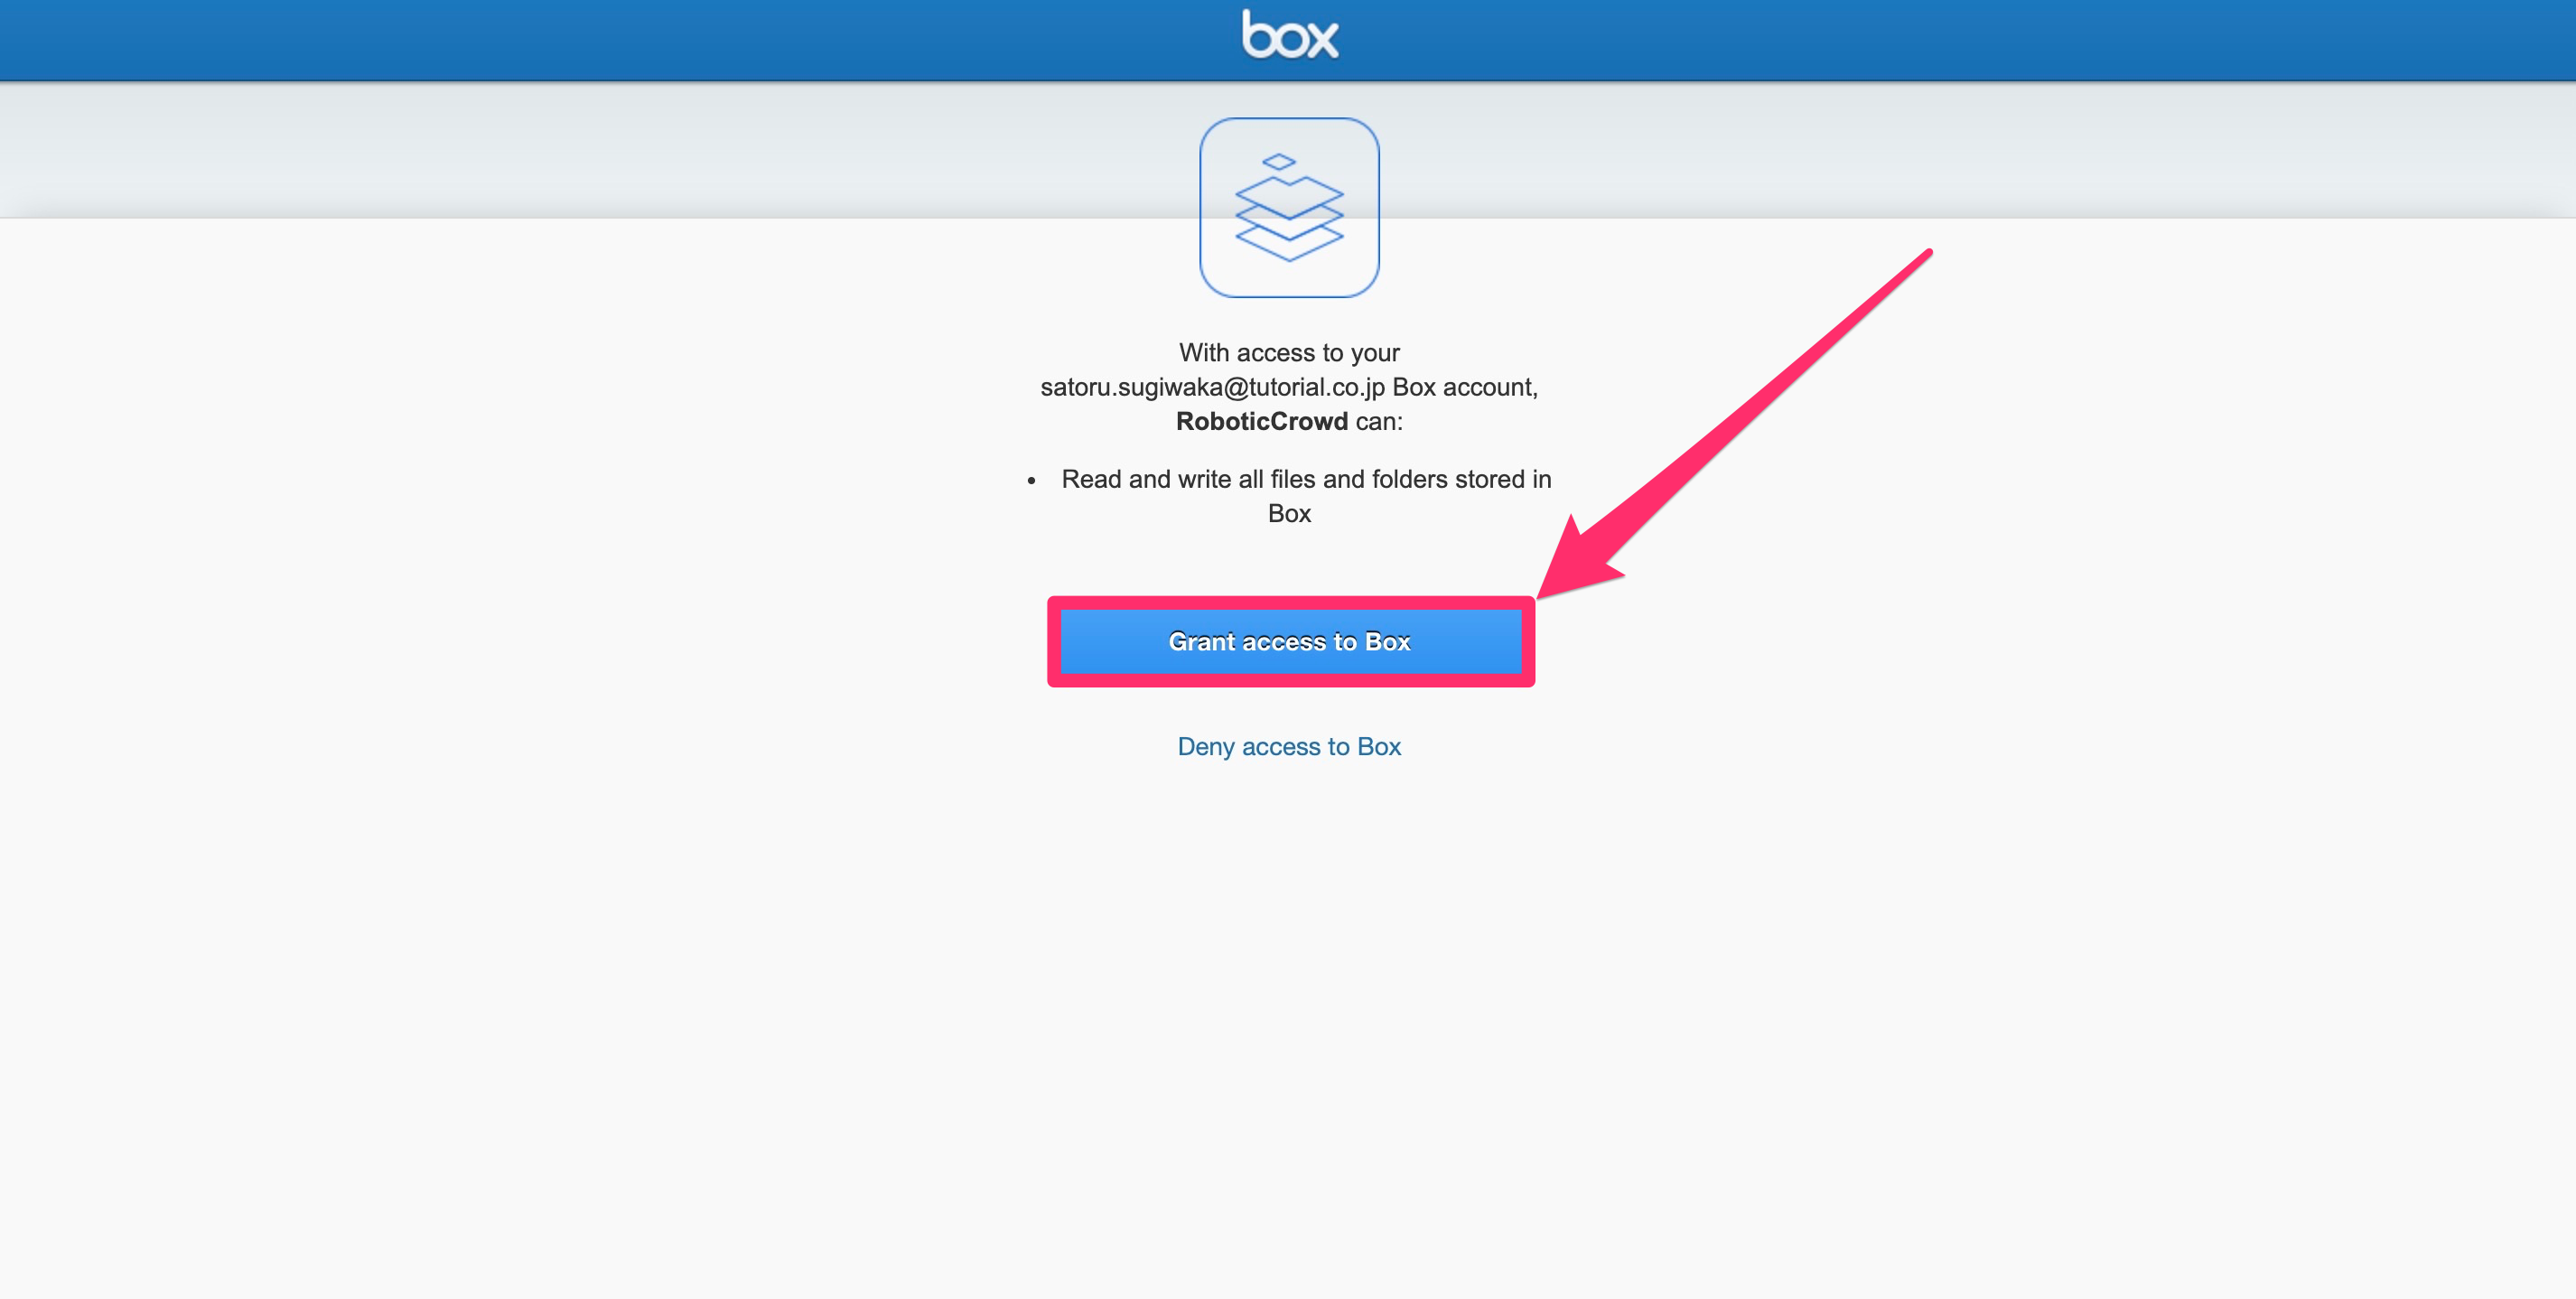 box
With access to your
satoru.sugiwaka@tutorial.co.jp Box account,
RoboticCrowd can:
• Read and write all files and folders stored in
Box
Grant access to Box
Deny access to Box